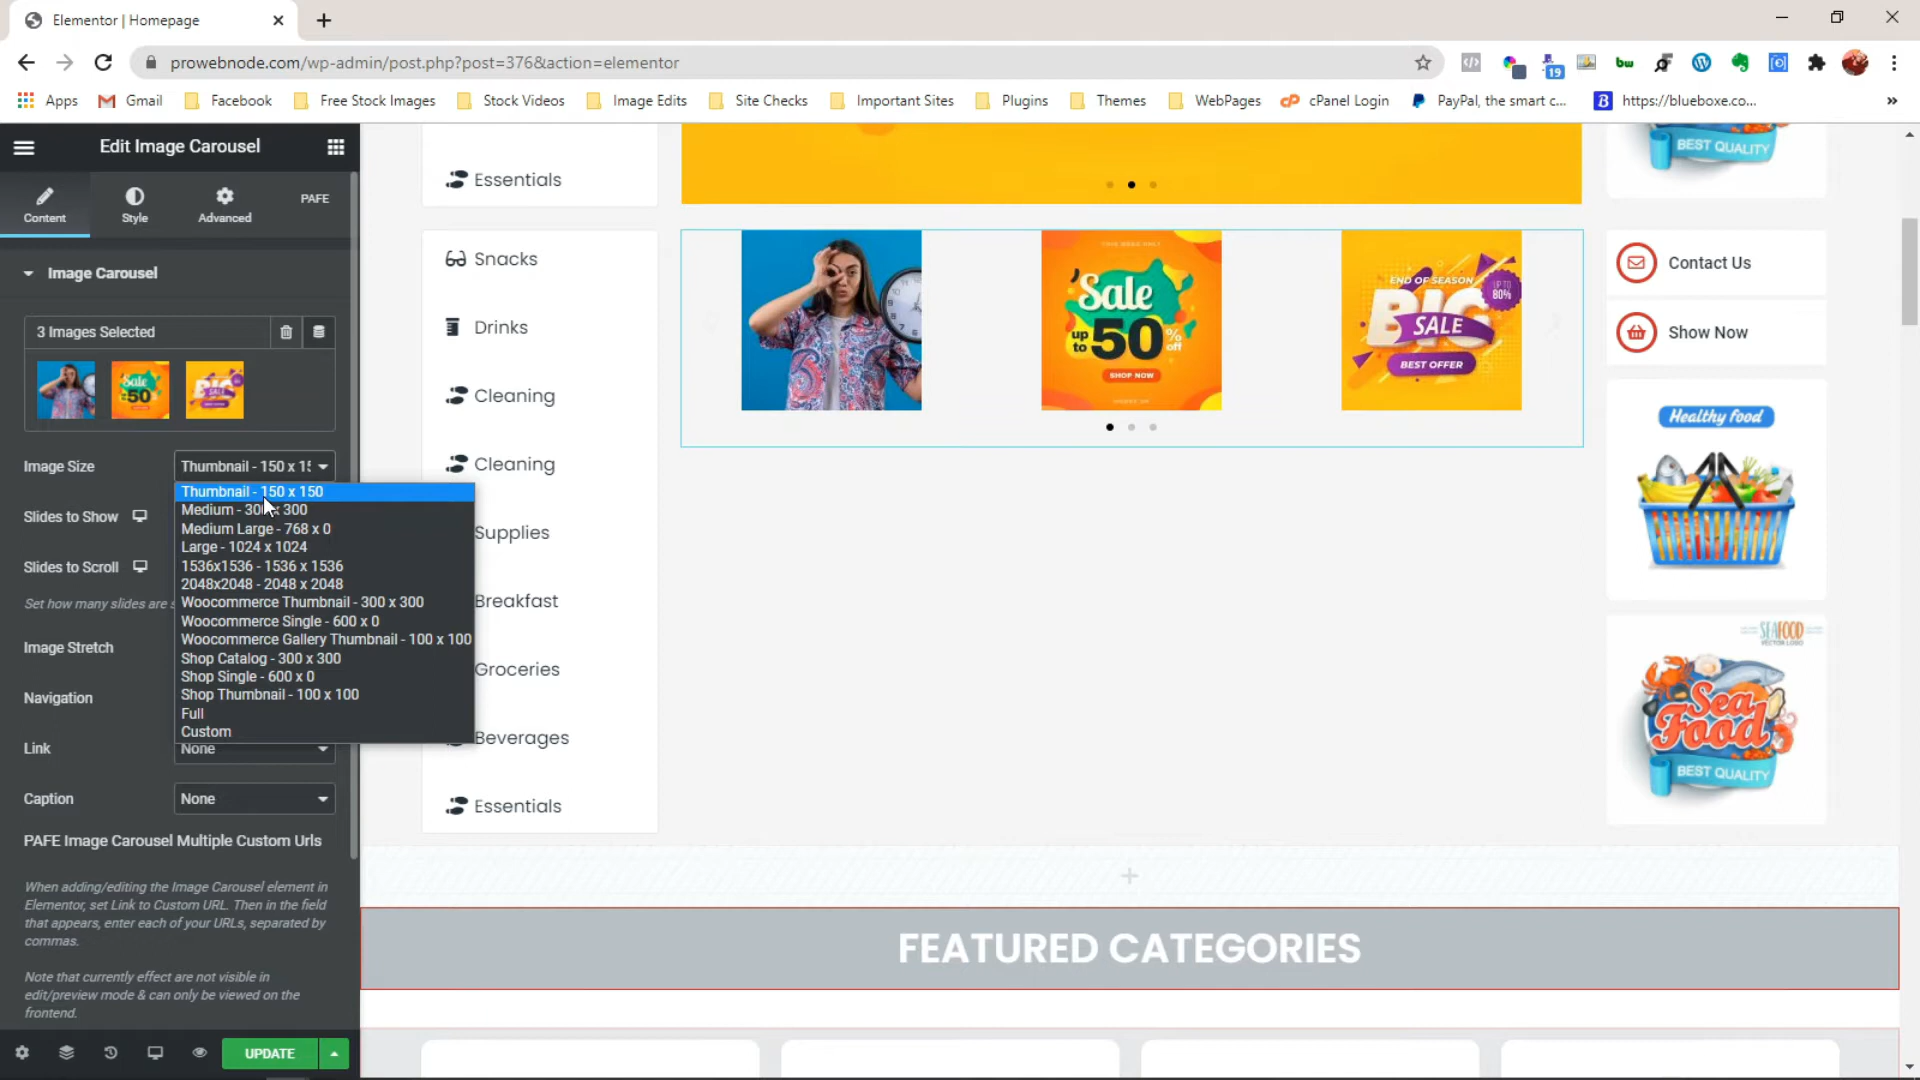 Elementor | Homepage
prowebnode.com/wp-admin/post.php?post=376&action=elementor
19
bw
Apps
Gmail
Facebook
Free Stock Images
Stock Videos
Image Edits
Site Checks
Important Sites
Plugins
Themes
WebPages
cPanel Login
PayPal, the smart c...
https://blueboxe.co...
»
Edit Image Carousel
Content
Style
Advanced
PAFE
Image Carousel
3 Images Selected
Image Size
Thumbnail - 150 x 15
Thumbnail - 150 x 150
Medium - 300 x 300
Medium Large - 768 x 0
Large - 1024 x 1024
1536x1536 - 1536 x 1536
2048x2048 - 2048 x 2048
Woocommerce Thumbnail - 300 x 300
Woocommerce Single - 600 x 0
Woocommerce Gallery Thumbnail - 100 x 100
Shop Catalog - 300 x 300
Shop Single - 600 x 0
Shop Thumbnail - 100 x 100
Full
Custom
Slides to Show
Slides to Scroll
Set how many slides are s
Image Stretch
Navigation
Link
None
Caption
None
PAFE Image Carousel Multiple Custom Urls
When adding/editing the Image Carousel element in
Elementor, set Link to Custom URL. Then in the field
that appears, enter each of your URLs, separated by
commas.
Note that currently effect are not visible in
edit/preview mode & can only be viewed on the
frontend.
UPDATE
Essentials
Snacks
Drinks
Cleaning
Cleaning
Supplies
Breakfast
Groceries
Beverages
Essentials
Sale
up to 50 % off
SHOP NOW
END OF SEASON
UP TO 80%
BIG
SALE
BEST OFFER
BEST QUALITY
Contact Us
Show Now
Healthy food
SEAFOOD
VECTOR LOGO
Sea
Food
BEST QUALITY
FEATURED CATEGORIES